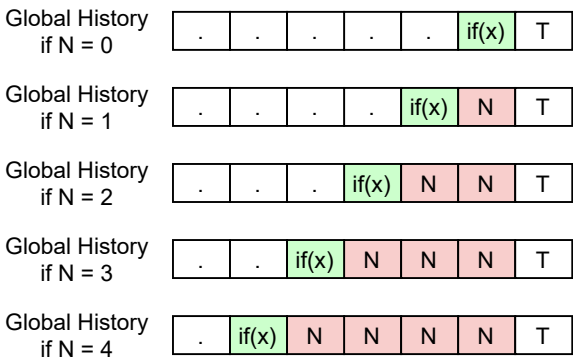 Global History
if N = 0
. . . . . if(x) T
Global History
if N = 1
. . . . if(x) N T
Global History
if N = 2
. . . if(x) N N T
Global History
if N = 3
. . if(x) N N N T
Global History
if N = 4
. if(x) N N N N T